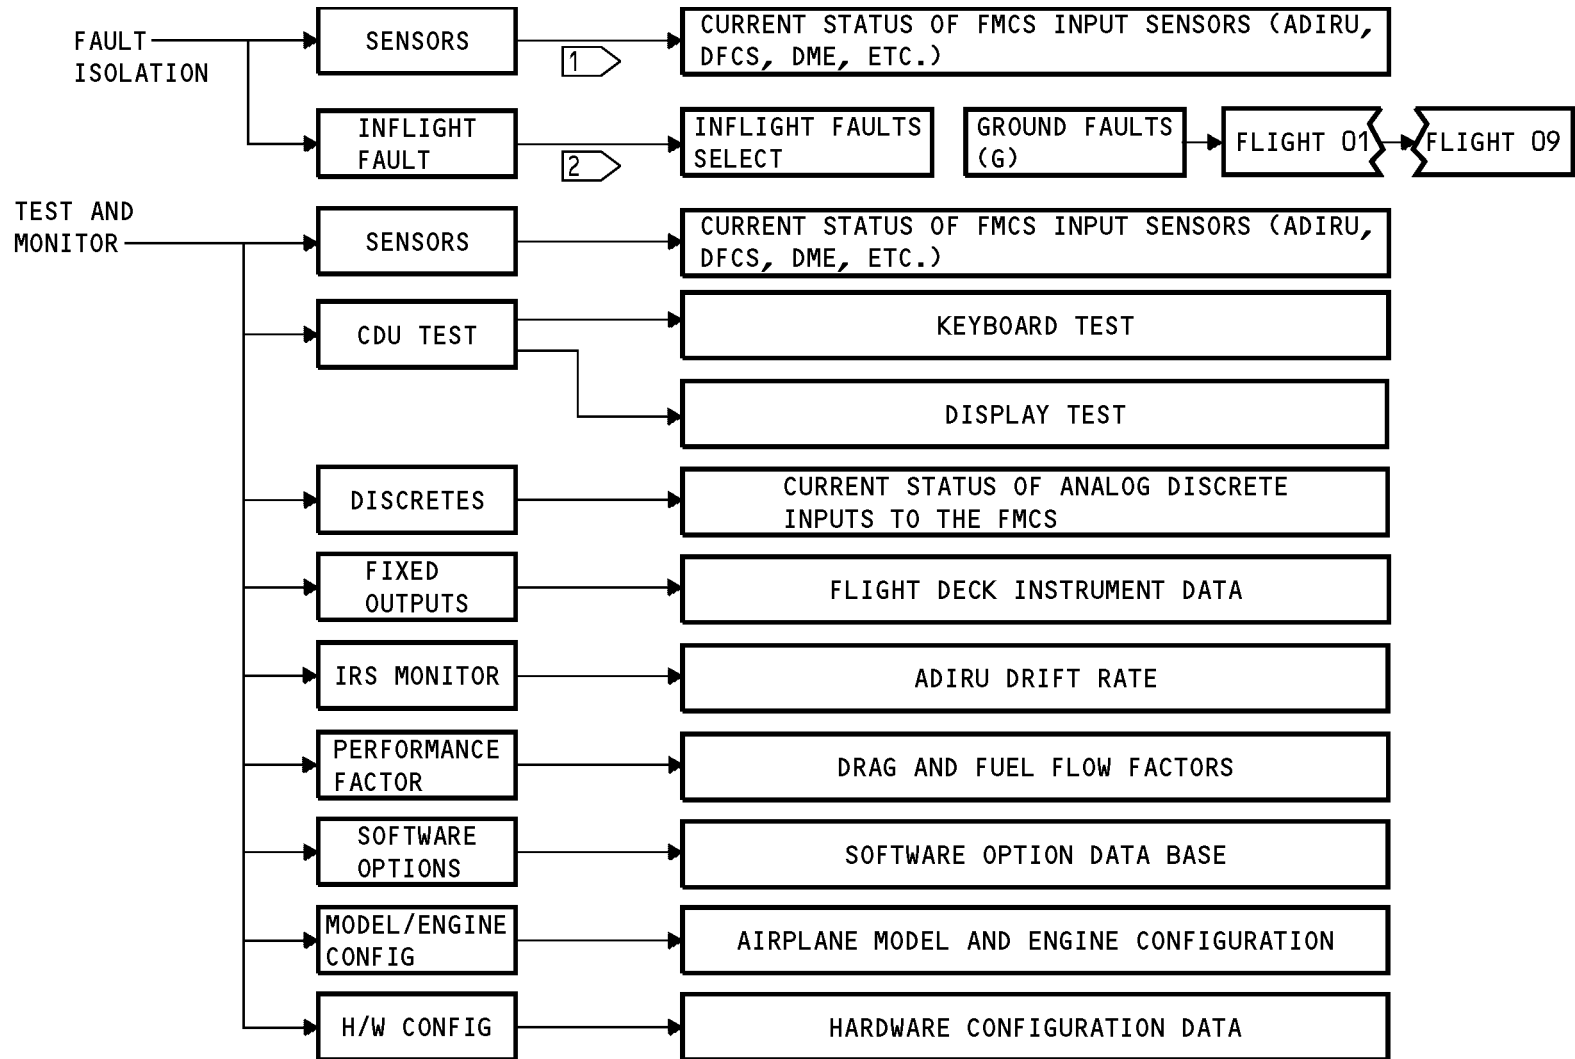 FAULT
ISOLATION
SENSORS
1
CURRENT STATUS OF FMCS INPUT SENSORS (ADIRU,
DFCS, DME, ETC.)
INFLIGHT
FAULT
2
INFLIGHT FAULTS
SELECT
GROUND FAULTS
(G)
FLIGHT 01
FLIGHT 09
TEST AND
MONITOR
SENSORS
CURRENT STATUS OF FMCS INPUT SENSORS (ADIRU,
DFCS, DME, ETC.)
CDU TEST
KEYBOARD TEST
DISPLAY TEST
DISCRETES
CURRENT STATUS OF ANALOG DISCRETE
INPUTS TO THE FMCS
FIXED
OUTPUTS
FLIGHT DECK INSTRUMENT DATA
IRS MONITOR
ADIRU DRIFT RATE
PERFORMANCE
FACTOR
DRAG AND FUEL FLOW FACTORS
SOFTWARE
OPTIONS
SOFTWARE OPTION DATA BASE
MODEL/ENGINE
CONFIG
AIRPLANE MODEL AND ENGINE CONFIGURATION
H/W CONFIG
HARDWARE CONFIGURATION DATA